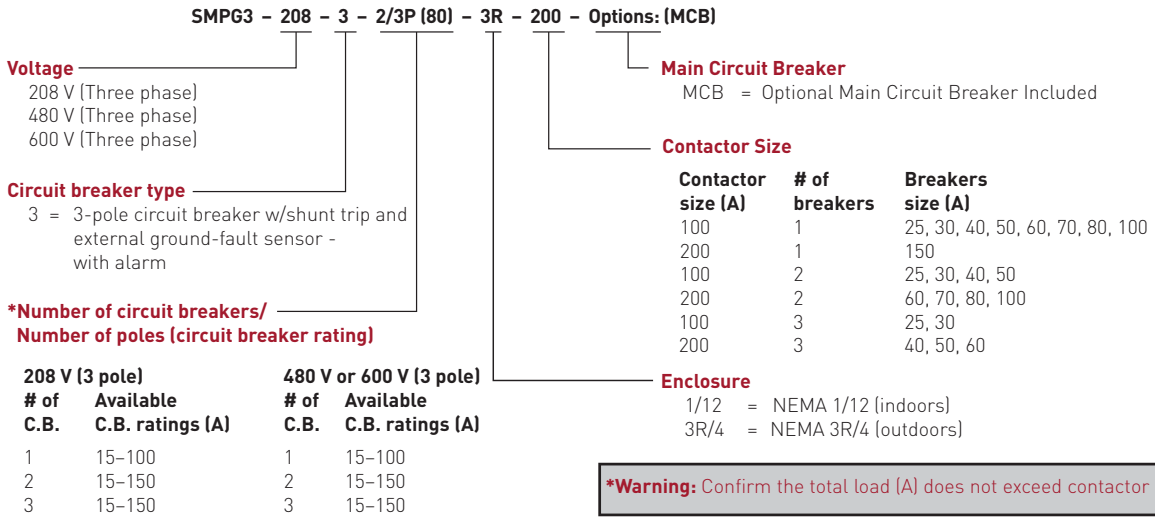 SMPG3 – 208 – 3 – 2/3P (80) – 3R – 200 – Options: (MCB)
Voltage
208 V (Three phase)
480 V (Three phase)
600 V (Three phase)
Circuit breaker type
3 = 3-pole circuit breaker w/shunt trip and
external ground-fault sensor -
with alarm
*Number of circuit breakers/
Number of poles (circuit breaker rating)
208 V (3 pole) 480 V or 600 V (3 pole)
# of Available # of Available
C.B. C.B. ratings (A) C.B. C.B. ratings (A)
1 15–100 1 15–100
2 15–150 2 15–150
3 15–150 3 15–150
Main Circuit Breaker
MCB = Optional Main Circuit Breaker Included
Contactor Size
Contactor # of Breakers
size (A) breakers size (A)
100 1 25, 30, 40, 50, 60, 70, 80, 100
200 1 150
100 2 25, 30, 40, 50
200 2 60, 70, 80, 100
100 3 25, 30
200 3 40, 50, 60
Enclosure
1/12 = NEMA 1/12 (indoors)
3R/4 = NEMA 3R/4 (outdoors)
*Warning: Confirm the total load (A) does not exceed contactor